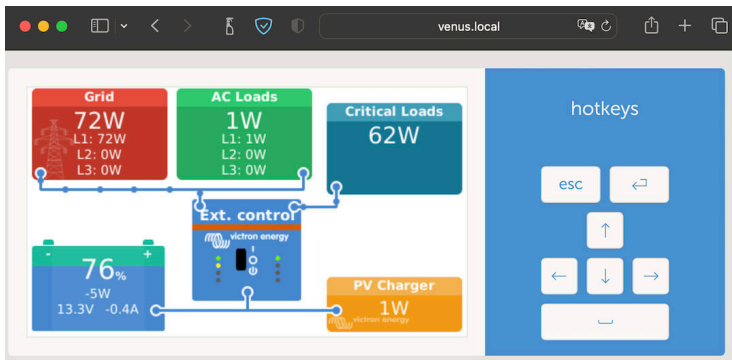 venus.local
Grid
72W
L1: 72W
L2: 0W
L3: 0W
AC Loads
1W
L1: 1W
L2: 0W
L3: 0W
Critical Loads
62W
Ext. control
victron energy
- +
76%
-5W
13.3V -0.4A
PV Charger
1W
victron energy
hotkeys
esc